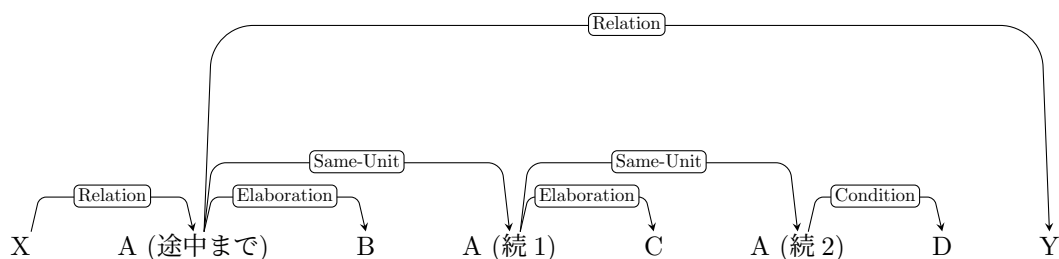 Relation
Same-Unit Same-Unit
Relation Elaboration Elaboration Condition
X A (途中まで) B A (続 1) C A (続 2) D Y